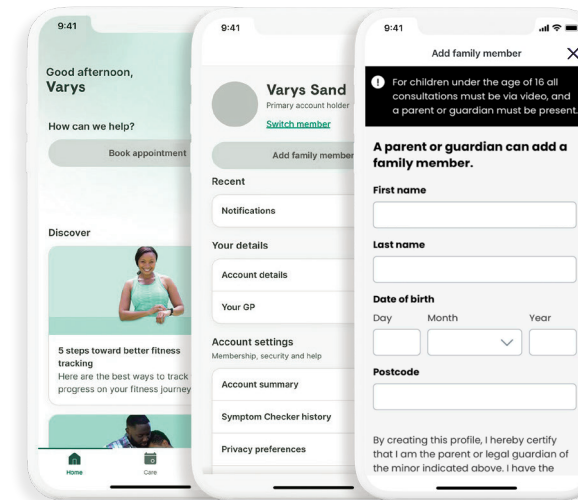 9:41
Good afternoon,
Varys
How can we help?
Book appointment
Discover
5 steps toward better fitness
tracking
Here are the best ways to track
progress on your fitness journey
Home
Care
9:41
Varys Sand
Primary account holder
Switch member
Add family member
Recent
Notifications
Your details
Account details
Your GP
Account settings
Membership, security and help
Account summary
Symptom Checker history
Privacy preferences
9:41
Add family member
For children under the age of 16 all
consultations must be via video, and
a parent or guardian must be present.
A parent or guardian can add a
family member.
First name
Last name
Date of birth
Day Month Year
Postcode
By creating this profile, I hereby certify
that I am the parent or legal guardian of
the minor indicated above. I have the